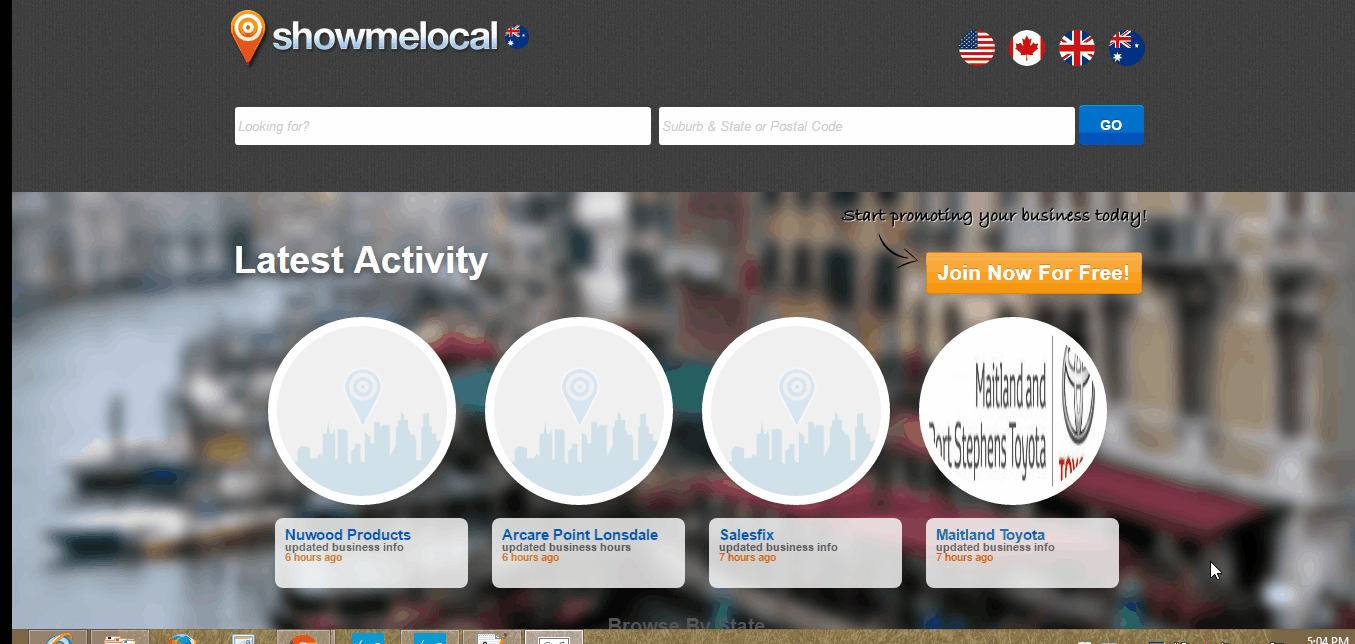 showmelocal
Looking for?
Suburb & State or Postal Code
GO
Start promoting your business today!
Latest Activity
Join Now For Free!
Maitland and
Port Stephens Toyota
Nuwood Products
updated business info
6 hours ago
Arcare Point Lonsdale
updated business hours
6 hours ago
Salesfix
updated business info
7 hours ago
Maitland Toyota
updated business info
7 hours ago
Browse By State
5:04 PM